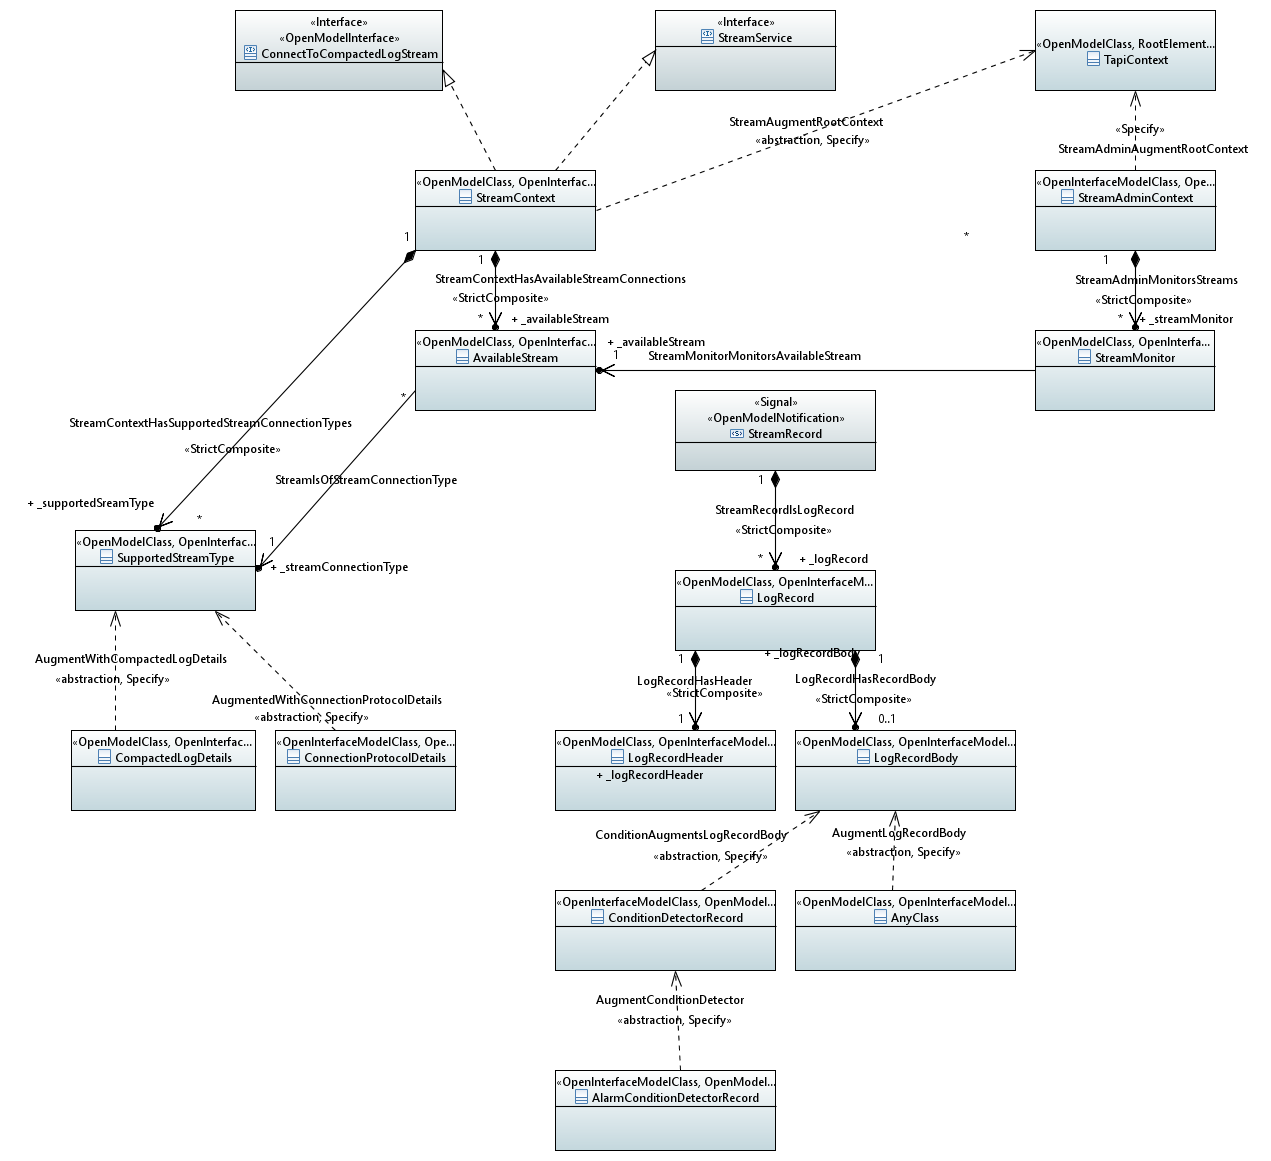 «Interface»
«OpenModelInterface»
ConnectToCompactedLogStream
«Interface»
StreamService
«OpenModelClass, RootElement...
TapiContext
StreamAugmentRootContext
«abstraction, Specify»
«Specify»
StreamAdminAugmentRootContext
«OpenModelClass, OpenInterfac...
StreamContext
«OpenInterfaceModelClass, Ope...
StreamAdminContext
1
1
*
1
StreamContextHasAvailableStreamConnections
«StrictComposite»
* + _availableStream
StreamAdminMonitorsStreams
«StrictComposite»
* + _streamMonitor
«OpenModelClass, OpenInterfac...
AvailableStream
+ _availableStream
1
StreamMonitorMonitorsAvailableStream
«OpenModelClass, OpenInterfa...
StreamMonitor
*
«Signal»
«OpenModelNotification»
StreamRecord
StreamContextHasSupportedStreamConnectionTypes
«StrictComposite»
StreamIsOfStreamConnectionType
+ _supportedSreamType
*
1
StreamRecordIsLogRecord
«StrictComposite»
* + _logRecord
«OpenModelClass, OpenInterfac...
SupportedStreamType
1
+ _streamConnectionType
«OpenModelClass, OpenInterfaceM...
LogRecord
AugmentWithCompactedLogDetails
«abstraction, Specify»
AugmentedWithConnectionProtocolDetails
«abstraction, Specify»
1
+ _logRecordBody
1
LogRecordHasHeader
«StrictComposite»
1
LogRecordHasRecordBody
«StrictComposite»
0..1
«OpenModelClass, OpenInterfac...
CompactedLogDetails
«OpenInterfaceModelClass, Ope...
ConnectionProtocolDetails
«OpenModelClass, OpenInterfaceModel...
LogRecordHeader
+ _logRecordHeader
«OpenModelClass, OpenInterfaceModel...
LogRecordBody
ConditionAugmentsLogRecordBody
«abstraction, Specify»
AugmentLogRecordBody
«abstraction, Specify»
«OpenInterfaceModelClass, OpenModel...
ConditionDetectorRecord
«OpenModelClass, OpenInterfaceModel...
AnyClass
AugmentConditionDetector
«abstraction, Specify»
«OpenInterfaceModelClass, OpenModel...
AlarmConditionDetectorRecord